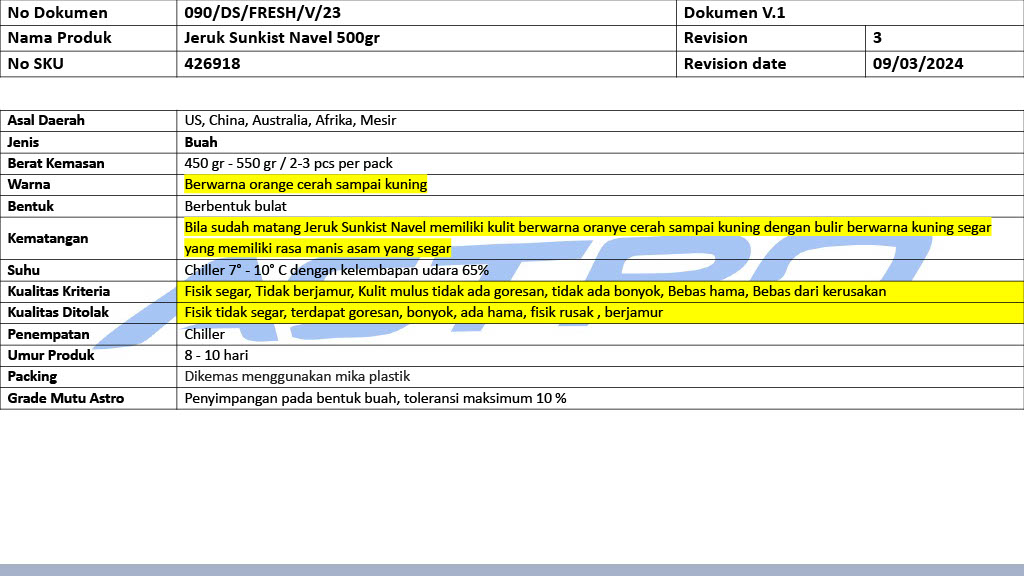 No Dokumen 090/DS/FRESH/V/23 Dokumen V.1
Nama Produk Jeruk Sunkist Navel 500gr Revision 3
No SKU 426918 Revision date 09/03/2024
Asal Daerah US, China, Australia, Afrika, Mesir
Jenis Buah
Berat Kemasan 450 gr - 550 gr / 2-3 pcs per pack
Warna Berwarna orange cerah sampai kuning
Bentuk Berbentuk bulat
Kematangan Bila sudah matang Jeruk Sunkist Navel memiliki kulit berwarna oranye cerah sampai kuning dengan bulir berwarna kuning segar
yang memiliki rasa manis asam yang segar
Suhu Chiller 7° - 10° C dengan kelembapan udara 65%
Kualitas Kriteria Fisik segar, Tidak berjamur, Kulit mulus tidak ada goresan, tidak ada bonyok, Bebas hama, Bebas dari kerusakan
Kualitas Ditolak Fisik tidak segar, terdapat goresan, bonyok, ada hama, fisik rusak , berjamur
Penempatan Chiller
Umur Produk 8 - 10 hari
Packing Dikemas menggunakan mika plastik
Grade Mutu Astro Penyimpangan pada bentuk buah, toleransi maksimum 10 %
ASTRO